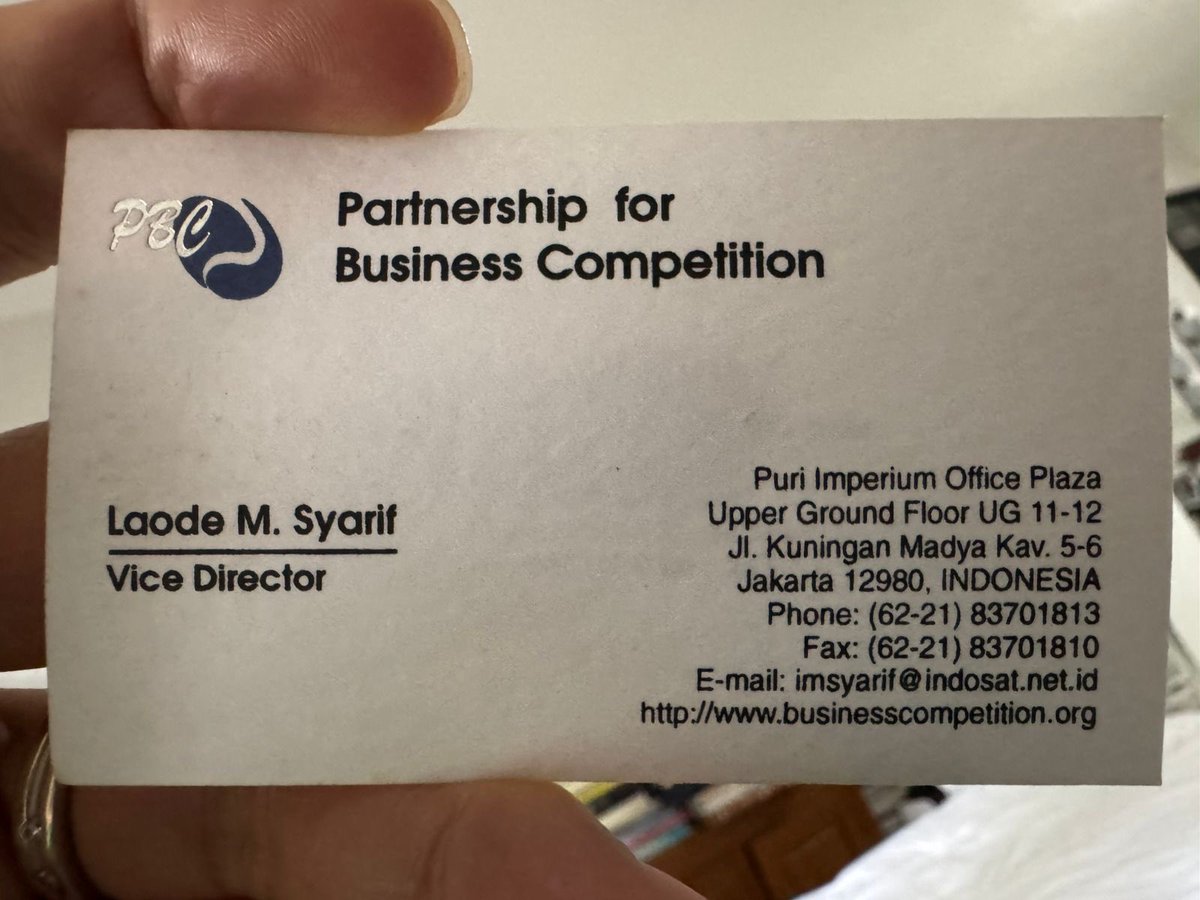 PBC
Partnership for
Business Competition
Laode M. Syarif
Vice Director
Puri Imperium Office Plaza
Upper Ground Floor UG 11-12
Jl. Kuningan Madya Kav. 5-6
Jakarta 12980, INDONESIA
Phone: (62-21) 83701813
Fax: (62-21) 83701810
E-mail: imsyarif@indosat.net.id
http://www.businesscompetition.org